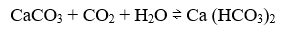 CaCO₃ + CO₂ + H₂O ⇌ Ca (HCO₃)₂